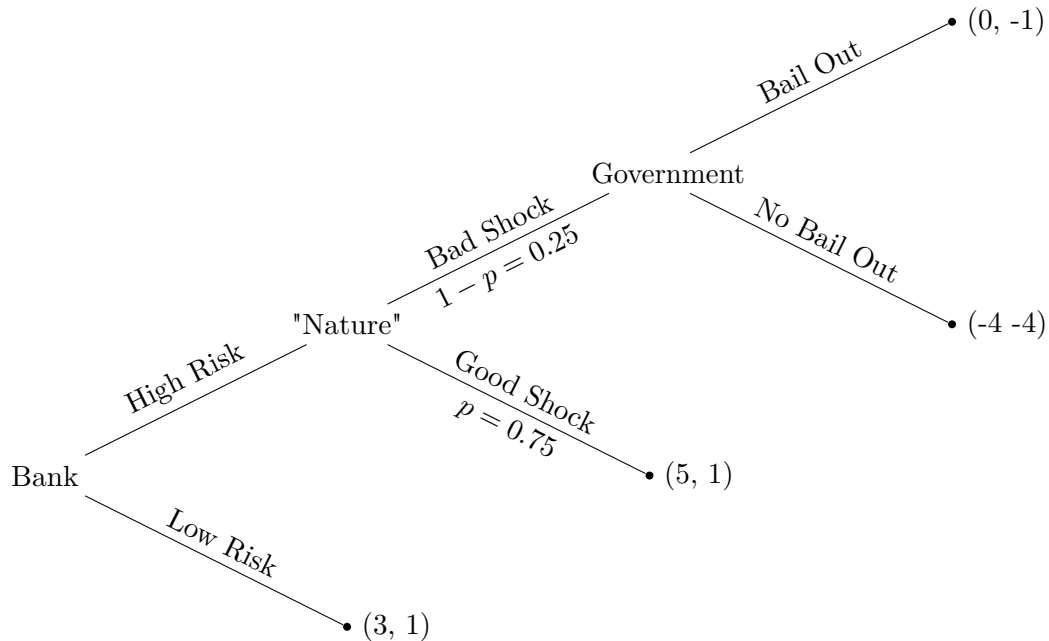 (0, -1)
Bail Out
Government
No Bail Out
Bad Shock
1 − p = 0.25
"Nature"
(-4 -4)
High Risk
Good Shock
p = 0.75
Bank
(5, 1)
Low Risk
(3, 1)